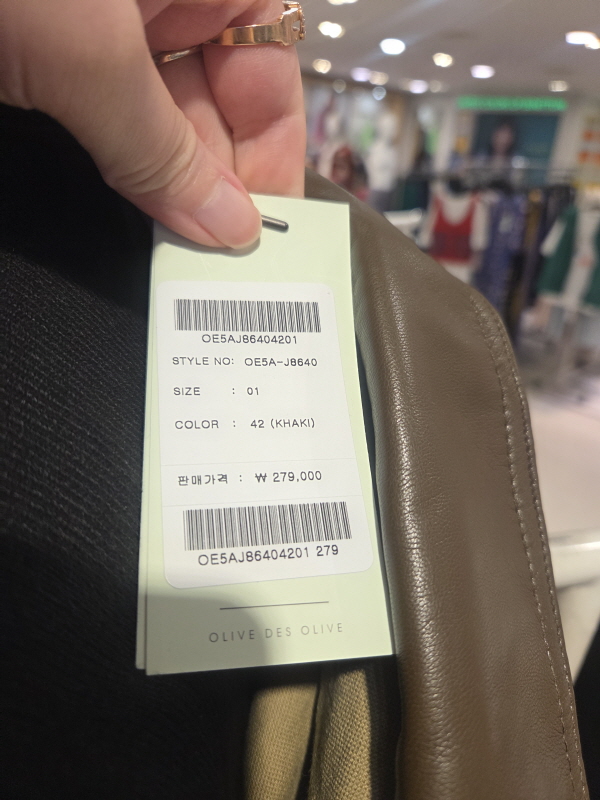 OE5AJ86404201
STYLE NO: OE5A-J8640
SIZE : 01
COLOR : 42 (KHAKI)
판매가격 : ₩ 279,000
OE5AJ86404201 279
OLIVE DES OLIVE